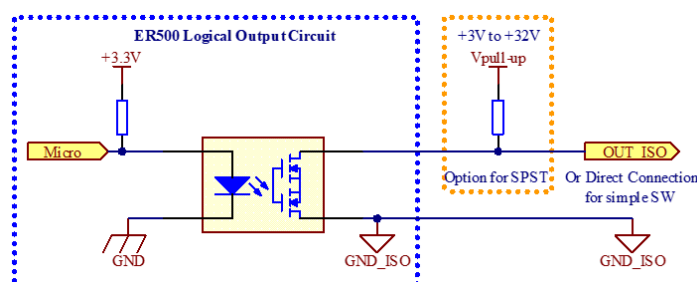 ER500 Logical Output Circuit
+3.3V
+3V to +32V
Vpull-up
Micro
OUT_ISO
Option for SPST
Or Direct Connection
for simple SW
GND
GND_ISO
GND_ISO